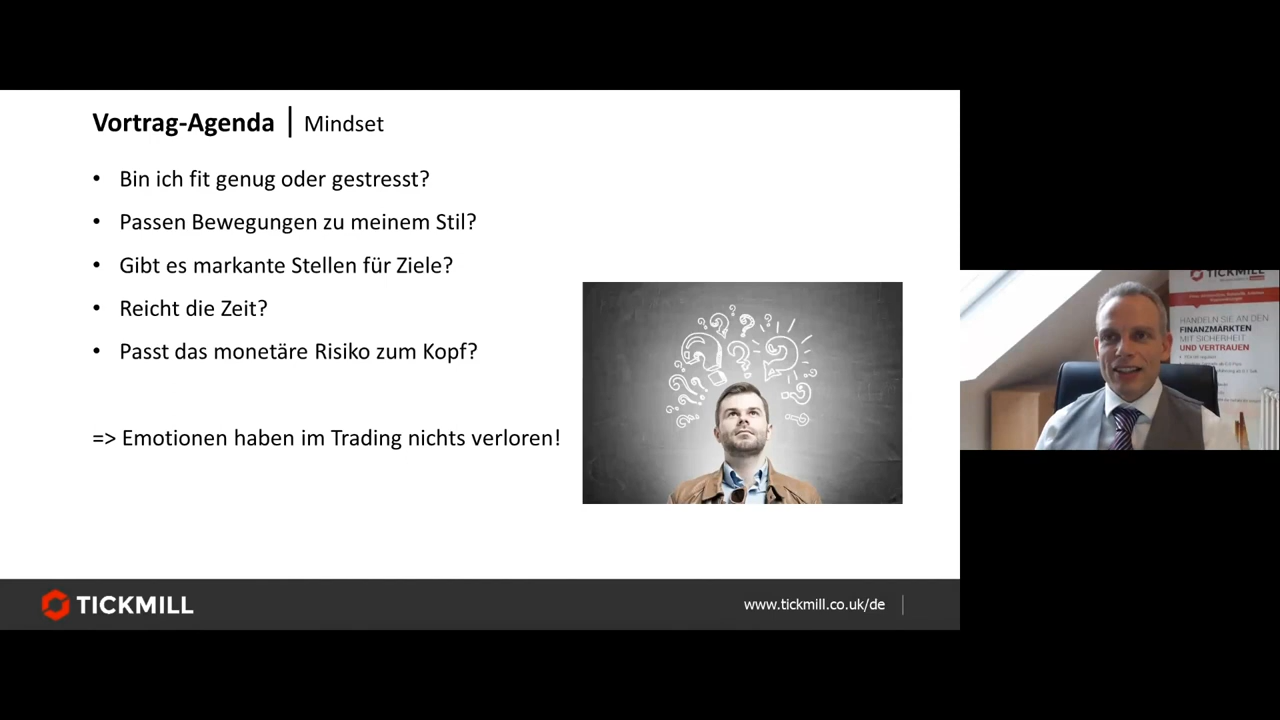 Vortrag-Agenda | Mindset
• Bin ich fit genug oder gestresst?
• Passen Bewegungen zu meinem Stil?
• Gibt es markante Stellen für Ziele?
• Reicht die Zeit?
• Passt das monetäre Risiko zum Kopf?
=> Emotionen haben im Trading nichts verloren!
TICKMILL
www.tickmill.co.uk/de
TICKMILL
HANDELN SIE AN DEN
FINANZMÄRKTEN
MIT SICHERHEIT
UND VERTRAUEN